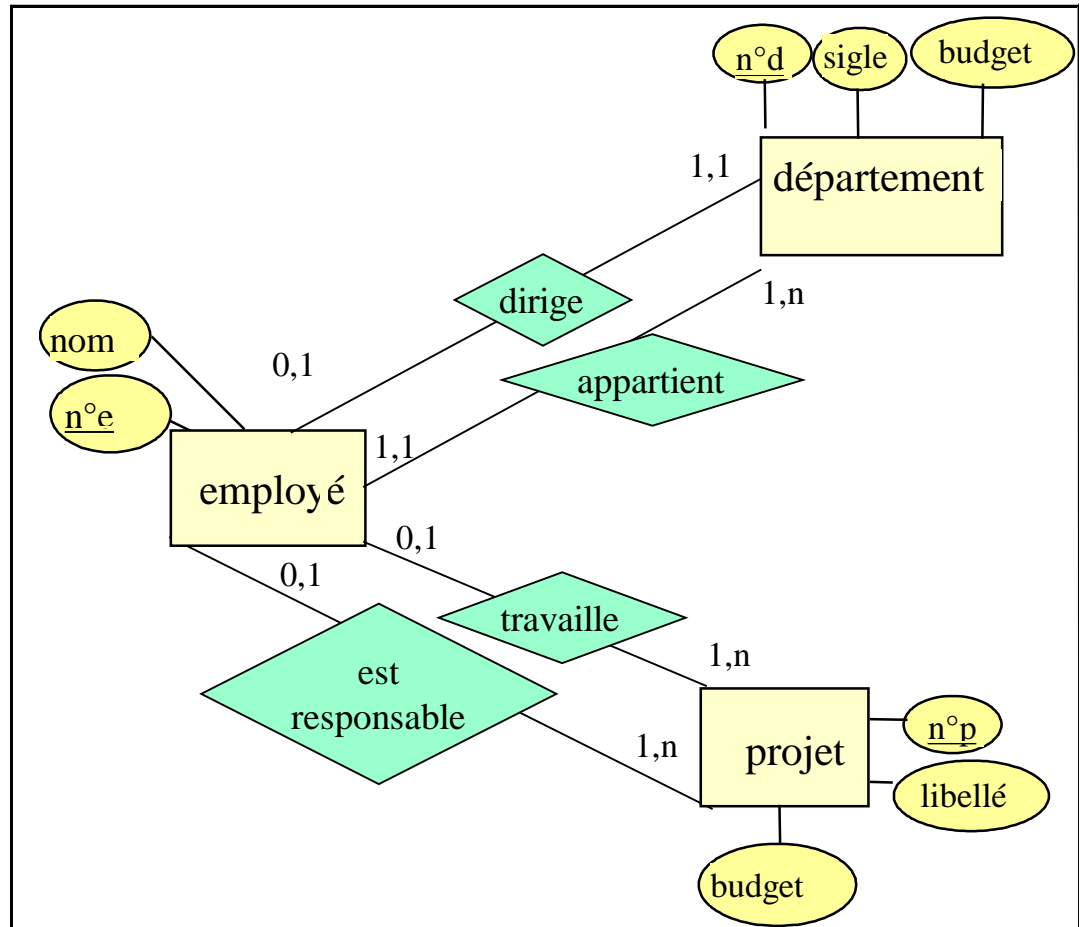 n°d
sigle
budget
département
1,1
dirige
1,n
nom
0,1
appartient
n°e
1,1
employé
0,1
0,1
travaille
est
responsable
1,n
1,n
projet
n°p
libellé
budget